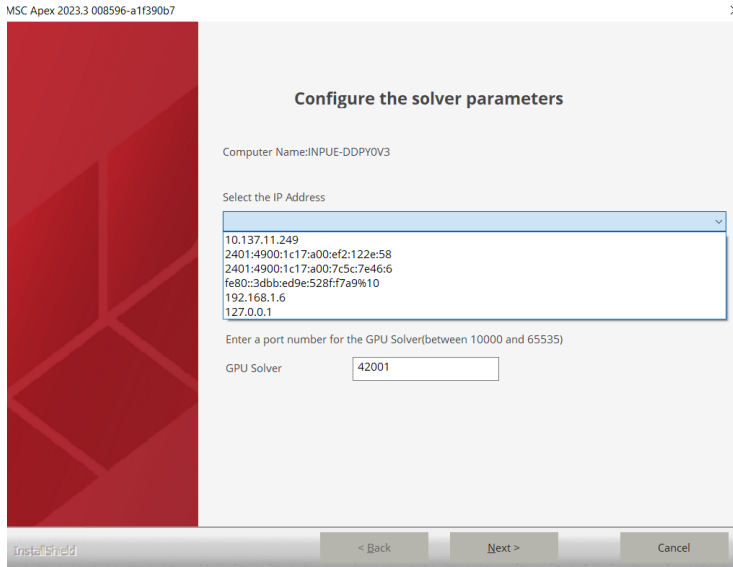 MSC Apex 2023.3 008596-a1f390b7
Configure the solver parameters
Computer Name:INPUE-DDPY0V3
Select the IP Address
10.137.11.249
2401:4900:1c17:a00:ef2:122e:58
2401:4900:1c17:a00:7c5c:7e46:6
fe80::3dbb:ed9e:528f:f7a9%10
192.168.1.6
127.0.0.1
Enter a port number for the GPU Solver(between 10000 and 65535)
GPU Solver 42001
InstallShield
< Back Next > Cancel